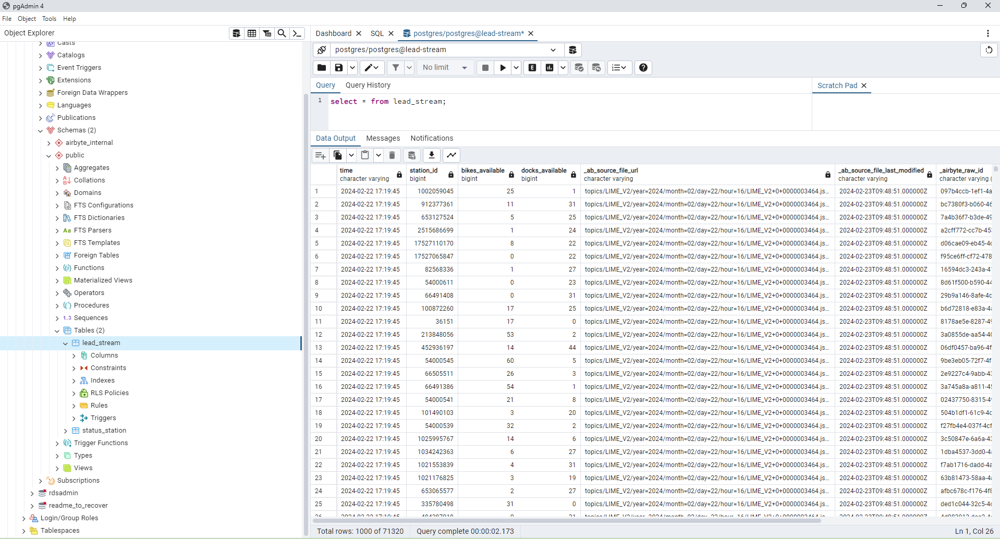 pgAdmin 4
File Object Tools Help
Object Explorer
Casts
Catalogs
Event Triggers
Extensions
Foreign Data Wrappers
Languages
Publications
Schemas (2)
airbyte_internal
public
Aggregates
Collations
Domains
FTS Configurations
FTS Dictionaries
FTS Parsers
FTS Templates
Foreign Tables
Functions
Materialized Views
Operators
Procedures
Sequences
Tables (2)
lead_stream
Columns
Constraints
Indexes
RLS Policies
Rules
Triggers
status_station
Trigger Functions
Types
Views
Subscriptions
rdsadmin
readme_to_recover
Login/Group Roles
Tablespaces
Dashboard SQL postgres/postgres@lead-stream*
postgres/postgres@lead-stream
No limit
Query Query History Scratch Pad
1 select * from lead_stream;
Data Output Messages Notifications
time station_id bikes_available docks_available _ab_source_file_url _ab_source_file_last_modified _airbyte_raw_id
character varying bigint bigint bigint character varying character varying character varying (
1 2024-02-22 17:19:45 1002059045 25 1 topics/LIME_V2/year=2024/month=02/day=22/hour=16/LIME_V2+0+0000003464.js... 2024-02-23T09:48:51.000000Z 097b4ccb-1ef1-4a
2 2024-02-22 17:19:45 912377361 11 31 topics/LIME_V2/year=2024/month=02/day=22/hour=16/LIME_V2+0+0000003464.js... 2024-02-23T09:48:51.000000Z bc7380f3-b060-46
3 2024-02-22 17:19:45 653127524 5 25 topics/LIME_V2/year=2024/month=02/day=22/hour=16/LIME_V2+0+0000003464.js... 2024-02-23T09:48:51.000000Z 7a4b36f7-b3de-49
4 2024-02-22 17:19:45 2515686699 1 24 topics/LIME_V2/year=2024/month=02/day=22/hour=16/LIME_V2+0+0000003464.js... 2024-02-23T09:48:51.000000Z a2cff772-cc7b-45
5 2024-02-22 17:19:45 17527110170 8 22 topics/LIME_V2/year=2024/month=02/day=22/hour=16/LIME_V2+0+0000003464.js... 2024-02-23T09:48:51.000000Z d06cae09-eb45-4
6 2024-02-22 17:19:45 17527065847 0 22 topics/LIME_V2/year=2024/month=02/day=22/hour=16/LIME_V2+0+0000003464.js... 2024-02-23T09:48:51.000000Z f95ce6ff-cf72-478
7 2024-02-22 17:19:45 82568336 1 27 topics/LIME_V2/year=2024/month=02/day=22/hour=16/LIME_V2+0+0000003464.js... 2024-02-23T09:48:51.000000Z 16594dc3-243a-4
8 2024-02-22 17:19:45 54000611 0 23 topics/LIME_V2/year=2024/month=02/day=22/hour=16/LIME_V2+0+0000003464.js... 2024-02-23T09:48:51.000000Z 8d61f500-b590-44
9 2024-02-22 17:19:45 66491408 0 31 topics/LIME_V2/year=2024/month=02/day=22/hour=16/LIME_V2+0+0000003464.js... 2024-02-23T09:48:51.000000Z 29b9a146-8afe-4
10 2024-02-22 17:19:45 100872260 17 25 topics/LIME_V2/year=2024/month=02/day=22/hour=16/LIME_V2+0+0000003464.js... 2024-02-23T09:48:51.000000Z b6d72818-e83a-4
11 2024-02-22 17:19:45 36151 17 0 topics/LIME_V2/year=2024/month=02/day=22/hour=16/LIME_V2+0+0000003464.js... 2024-02-23T09:48:51.000000Z 8178ae5e-8287-49
12 2024-02-22 17:19:45 213848056 53 2 topics/LIME_V2/year=2024/month=02/day=22/hour=16/LIME_V2+0+0000003464.js... 2024-02-23T09:48:51.000000Z 3a0855de-aa54-40
13 2024-02-22 17:19:45 452936197 14 44 topics/LIME_V2/year=2024/month=02/day=22/hour=16/LIME_V2+0+0000003464.js... 2024-02-23T09:48:51.000000Z 06df0457-ba96-4f
14 2024-02-22 17:19:45 54000545 60 5 topics/LIME_V2/year=2024/month=02/day=22/hour=16/LIME_V2+0+0000003464.js... 2024-02-23T09:48:51.000000Z 9be3eb05-72f7-4f
15 2024-02-22 17:19:45 66505511 26 3 topics/LIME_V2/year=2024/month=02/day=22/hour=16/LIME_V2+0+0000003464.js... 2024-02-23T09:48:51.000000Z 2e9227c4-9abb-43
16 2024-02-22 17:19:45 66491386 54 1 topics/LIME_V2/year=2024/month=02/day=22/hour=16/LIME_V2+0+0000003464.js... 2024-02-23T09:48:51.000000Z 3a745a8a-a811-45
17 2024-02-22 17:19:45 54000541 21 8 topics/LIME_V2/year=2024/month=02/day=22/hour=16/LIME_V2+0+0000003464.js... 2024-02-23T09:48:51.000000Z 02437750-8315-49
18 2024-02-22 17:19:45 101490103 3 20 topics/LIME_V2/year=2024/month=02/day=22/hour=16/LIME_V2+0+0000003464.js... 2024-02-23T09:48:51.000000Z 504b1df1-61c9-4
19 2024-02-22 17:19:45 54000539 32 2 topics/LIME_V2/year=2024/month=02/day=22/hour=16/LIME_V2+0+0000003464.js... 2024-02-23T09:48:51.000000Z f27fb4e4-037f-4cf
20 2024-02-22 17:19:45 1025995767 14 6 topics/LIME_V2/year=2024/month=02/day=22/hour=16/LIME_V2+0+0000003464.js... 2024-02-23T09:48:51.000000Z 3c50847e-6a6a-43
21 2024-02-22 17:19:45 1034242363 6 27 topics/LIME_V2/year=2024/month=02/day=22/hour=16/LIME_V2+0+0000003464.js... 2024-02-23T09:48:51.000000Z 1dba4537-3dd0-4
22 2024-02-22 17:19:45 1021553839 4 31 topics/LIME_V2/year=2024/month=02/day=22/hour=16/LIME_V2+0+0000003464.js... 2024-02-23T09:48:51.000000Z f7ab1716-dadd-4a
23 2024-02-22 17:19:45 1021176825 3 19 topics/LIME_V2/year=2024/month=02/day=22/hour=16/LIME_V2+0+0000003464.js... 2024-02-23T09:48:51.000000Z 63b81473-58aa-4
24 2024-02-22 17:19:45 653065577 2 27 topics/LIME_V2/year=2024/month=02/day=22/hour=16/LIME_V2+0+0000003464.js... 2024-02-23T09:48:51.000000Z afbc678c-f176-4f8
25 2024-02-22 17:19:45 335780498 31 0 topics/LIME_V2/year=2024/month=02/day=22/hour=16/LIME_V2+0+0000003464.js... 2024-02-23T09:48:51.000000Z ded1c044-32c5-4
Total rows: 1000 of 71320 Query complete 00:00:02.173 Ln 1, Col 26